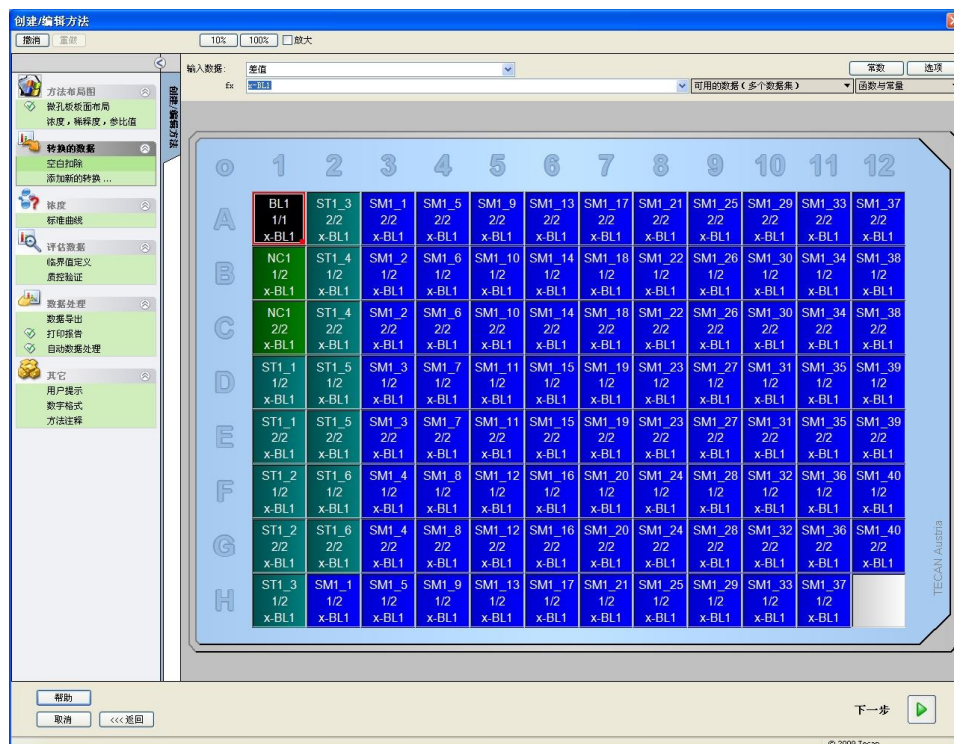 创建/编辑方法
撤消 重做 10% 100% 放大
输入数据: 差值 常数 选项
fx x-BL1 可用的数据(多个数据集) 函数与常量
创建/编辑方法
方法布局图
微孔板板面布局
浓度,稀释度,参比值
转换的数据
空白扣除
添加新的转换 ...
浓度
标准曲线
评估数据
临界值定义
质控验证
数据处理
数据导出
打印报告
自动数据处理
其它
用户提示
数字格式
方法注释
1 2 3 4 5 6 7 8 9 10 11 12
A
BL1 ST1_3 SM1_1 SM1_5 SM1_9 SM1_13 SM1_17 SM1_21 SM1_25 SM1_29 SM1_33 SM1_37
1/1 2/2 2/2 2/2 2/2 2/2 2/2 2/2 2/2 2/2 2/2 2/2
x-BL1 x-BL1 x-BL1 x-BL1 x-BL1 x-BL1 x-BL1 x-BL1 x-BL1 x-BL1 x-BL1 x-BL1
B
NC1 ST1_4 SM1_2 SM1_6 SM1_10 SM1_14 SM1_18 SM1_22 SM1_26 SM1_30 SM1_34 SM1_38
1/2 1/2 1/2 1/2 1/2 1/2 1/2 1/2 1/2 1/2 1/2 1/2
x-BL1 x-BL1 x-BL1 x-BL1 x-BL1 x-BL1 x-BL1 x-BL1 x-BL1 x-BL1 x-BL1 x-BL1
C
NC1 ST1_4 SM1_2 SM1_6 SM1_10 SM1_14 SM1_18 SM1_22 SM1_26 SM1_30 SM1_34 SM1_38
2/2 2/2 2/2 2/2 2/2 2/2 2/2 2/2 2/2 2/2 2/2 2/2
x-BL1 x-BL1 x-BL1 x-BL1 x-BL1 x-BL1 x-BL1 x-BL1 x-BL1 x-BL1 x-BL1 x-BL1
D
ST1_1 ST1_5 SM1_3 SM1_7 SM1_11 SM1_15 SM1_19 SM1_23 SM1_27 SM1_31 SM1_35 SM1_39
1/2 1/2 1/2 1/2 1/2 1/2 1/2 1/2 1/2 1/2 1/2 1/2
x-BL1 x-BL1 x-BL1 x-BL1 x-BL1 x-BL1 x-BL1 x-BL1 x-BL1 x-BL1 x-BL1 x-BL1
E
ST1_1 ST1_5 SM1_3 SM1_7 SM1_11 SM1_15 SM1_19 SM1_23 SM1_27 SM1_31 SM1_35 SM1_39
2/2 2/2 2/2 2/2 2/2 2/2 2/2 2/2 2/2 2/2 2/2 2/2
x-BL1 x-BL1 x-BL1 x-BL1 x-BL1 x-BL1 x-BL1 x-BL1 x-BL1 x-BL1 x-BL1 x-BL1
F
ST1_2 ST1_6 SM1_4 SM1_8 SM1_12 SM1_16 SM1_20 SM1_24 SM1_28 SM1_32 SM1_36 SM1_40
1/2 1/2 1/2 1/2 1/2 1/2 1/2 1/2 1/2 1/2 1/2 1/2
x-BL1 x-BL1 x-BL1 x-BL1 x-BL1 x-BL1 x-BL1 x-BL1 x-BL1 x-BL1 x-BL1 x-BL1
G
ST1_2 ST1_6 SM1_4 SM1_8 SM1_12 SM1_16 SM1_20 SM1_24 SM1_28 SM1_32 SM1_36 SM1_40
2/2 2/2 2/2 2/2 2/2 2/2 2/2 2/2 2/2 2/2 2/2 2/2
x-BL1 x-BL1 x-BL1 x-BL1 x-BL1 x-BL1 x-BL1 x-BL1 x-BL1 x-BL1 x-BL1 x-BL1
H
ST1_3 SM1_1 SM1_5 SM1_9 SM1_13 SM1_17 SM1_21 SM1_25 SM1_29 SM1_33 SM1_37
1/2 1/2 1/2 1/2 1/2 1/2 1/2 1/2 1/2 1/2 1/2
x-BL1 x-BL1 x-BL1 x-BL1 x-BL1 x-BL1 x-BL1 x-BL1 x-BL1 x-BL1 x-BL1
TECAN Austria
帮助
取消 <<< 返回
下一步
© 2009 Tecan